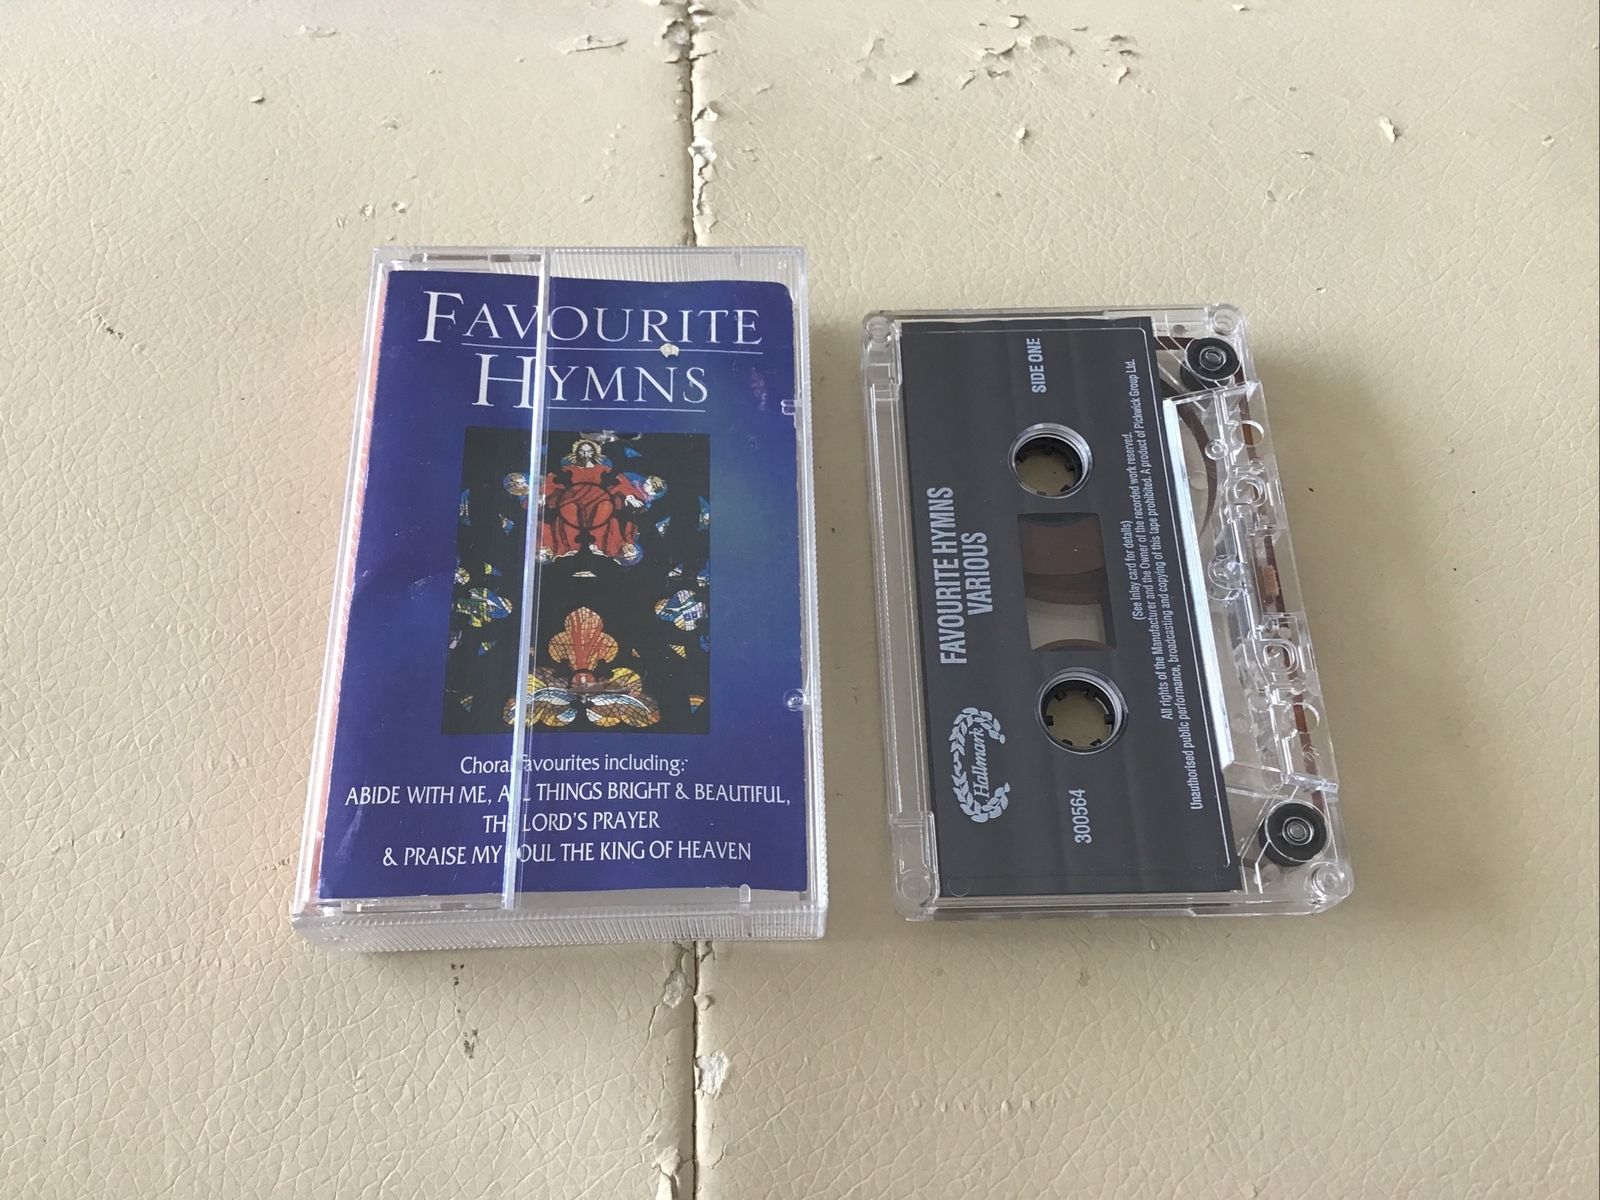 FAVOURITE
HYMNS
Choral Favourites including:
ABIDE WITH ME, ALL THINGS BRIGHT & BEAUTIFUL,
THE LORD'S PRAYER
& PRAISE MY SOUL THE KING OF HEAVEN
SIDE ONE
FAVOURITE HYMNS
VARIOUS
Hallmark
300564
(See Inlay card for details)
All rights of the Manufacturer and the Owner of the recorded work reserved.
Unauthorised public performance, broadcasting and copying of this tape prohibited. A product of Pickwick Group Ltd.